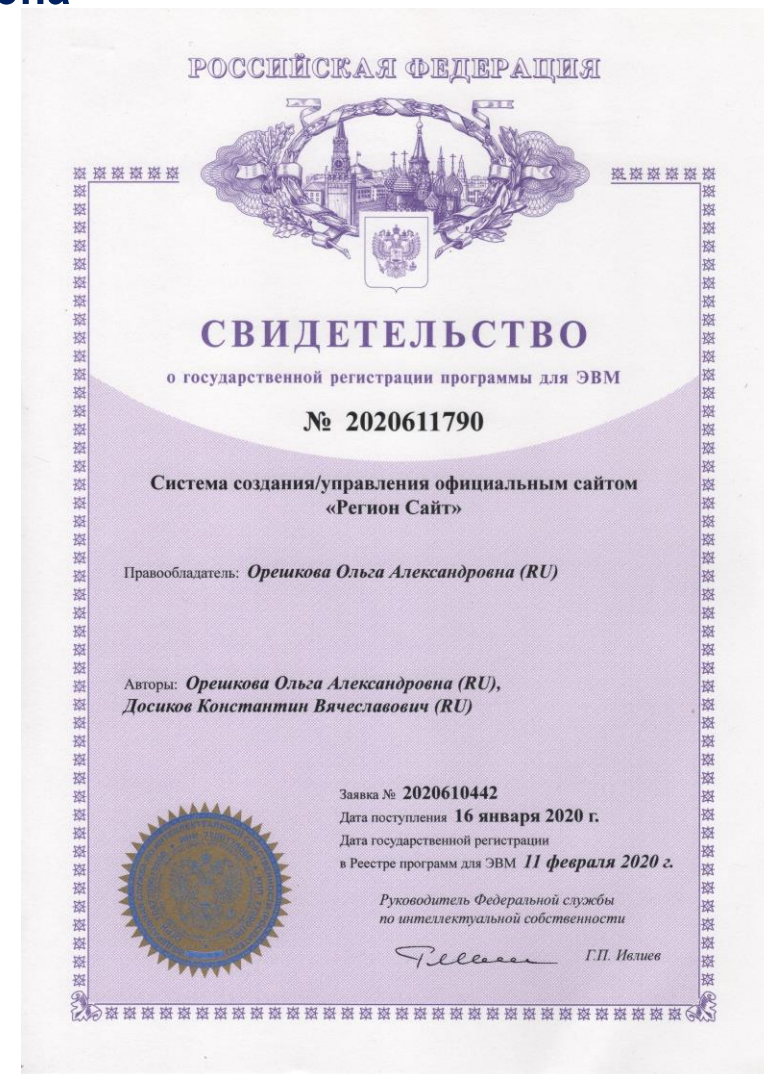 РОССИЙСКАЯ ФЕДЕРАЦИЯ
СВИДЕТЕЛЬСТВО
о государственной регистрации программы для ЭВМ
№ 2020611790
Система создания/управления официальным сайтом
«Регион Сайт»
Правообладатель: Орешкова Ольга Александровна (RU)
Авторы: Орешкова Ольга Александровна (RU),
Досиков Константин Вячеславович (RU)
Заявка № 2020610442
Дата поступления 16 января 2020 г.
Дата государственной регистрации
в Реестре программ для ЭВМ 11 февраля 2020 г.
Руководитель Федеральной службы
по интеллектуальной собственности
Г.П. Ивлиев